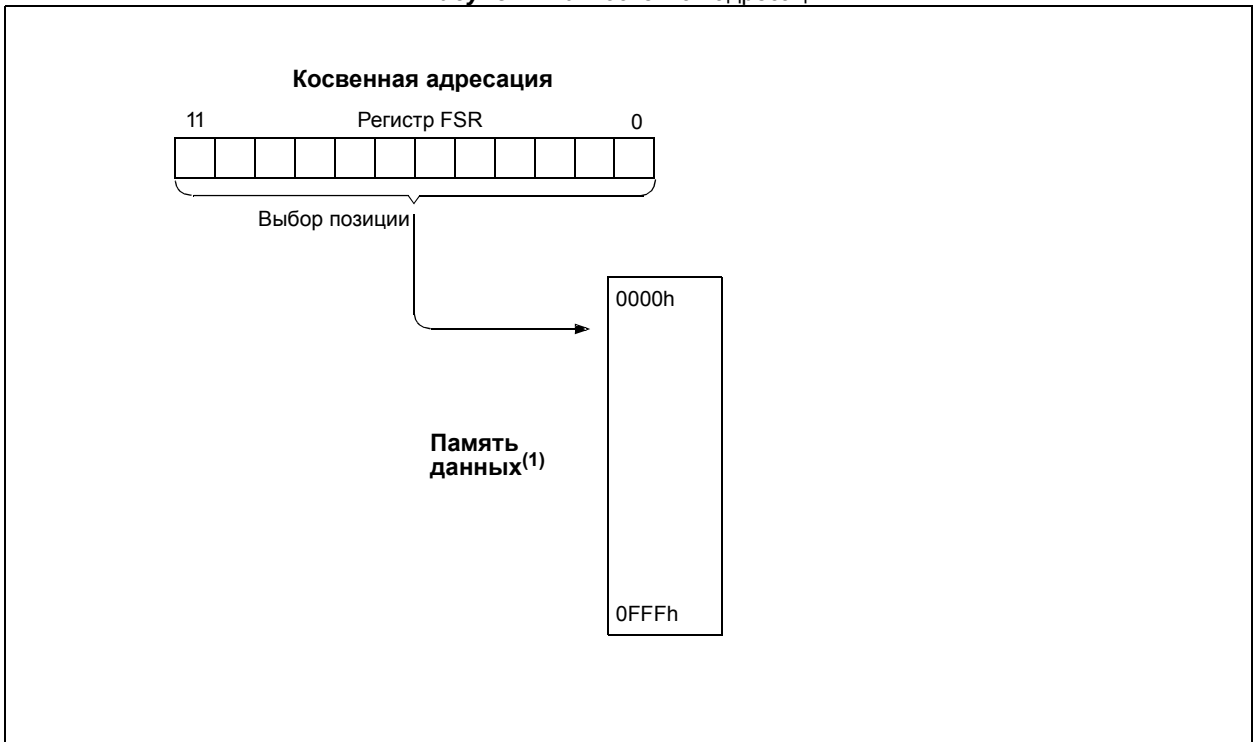 Косвенная адресация
11 Регистр FSR 0
Выбор позиции
0000h
Память
данных(1)
0FFFh